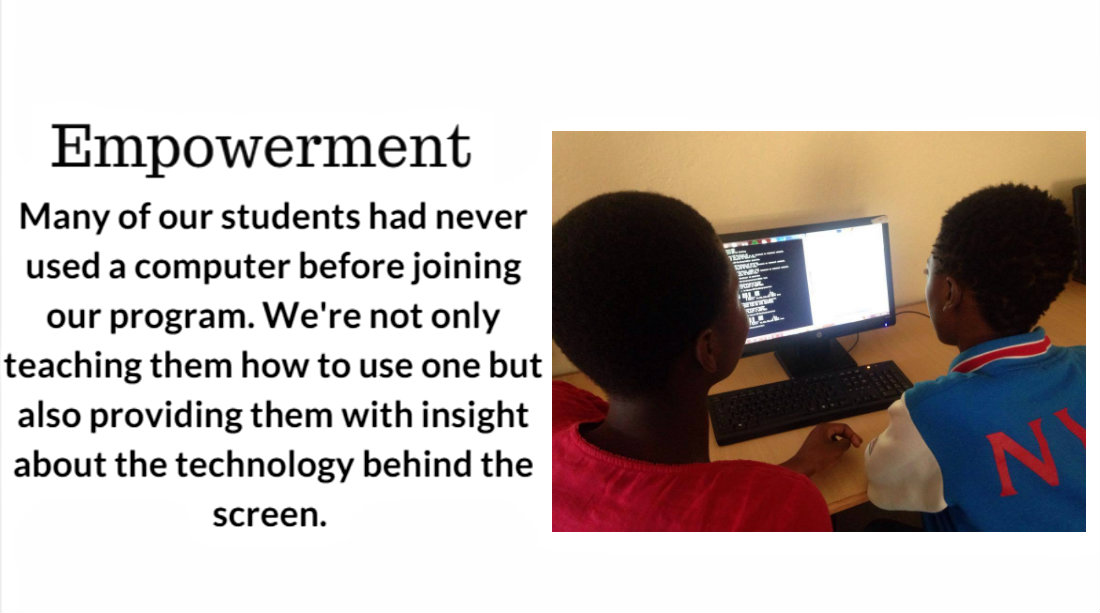 Empowerment
Many of our students had never
used a computer before joining
our program. We're not only
teaching them how to use one but
also providing them with insight
about the technology behind the
screen.